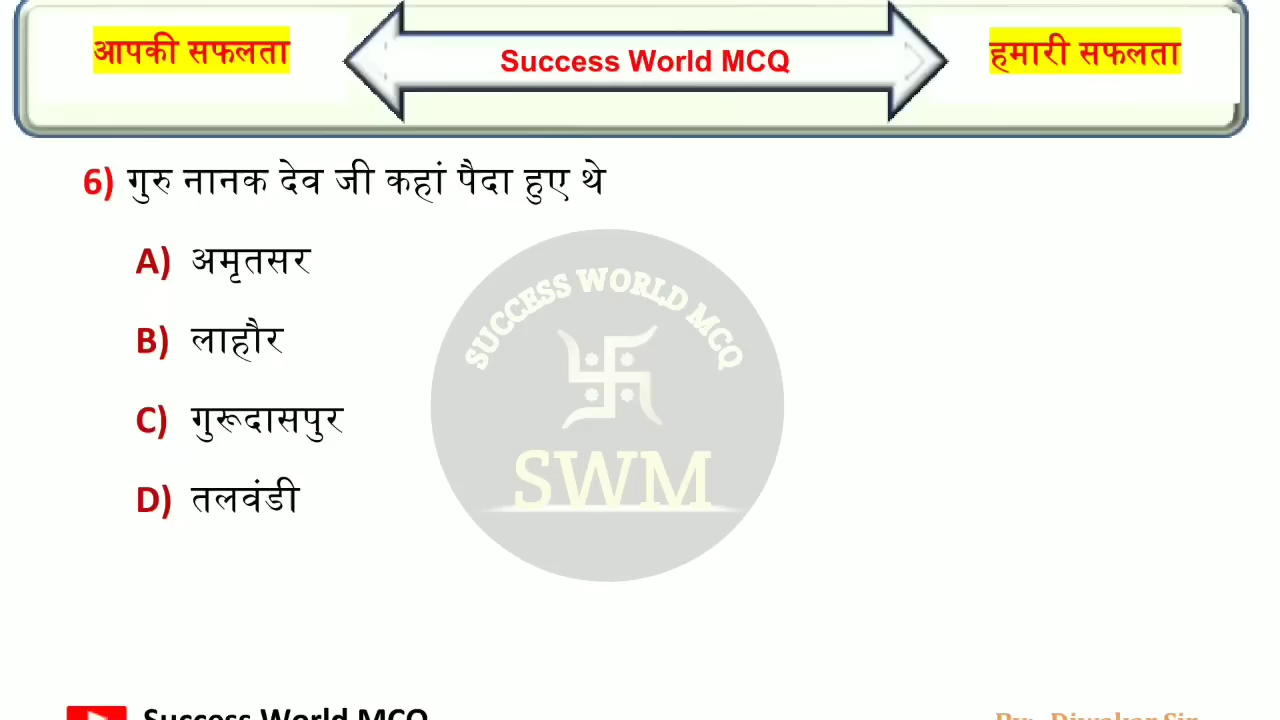 आपकी सफलता
Success World MCQ
हमारी सफलता
6) गुरु नानक देव जी कहां पैदा हुए थे
A) अमृतसर
B) लाहौर
C) गुरूदासपुर
D) तलवंडी
SUCCESS WORLD MCQ
SWM
Success World MCQ
By:- Diwakar Sir